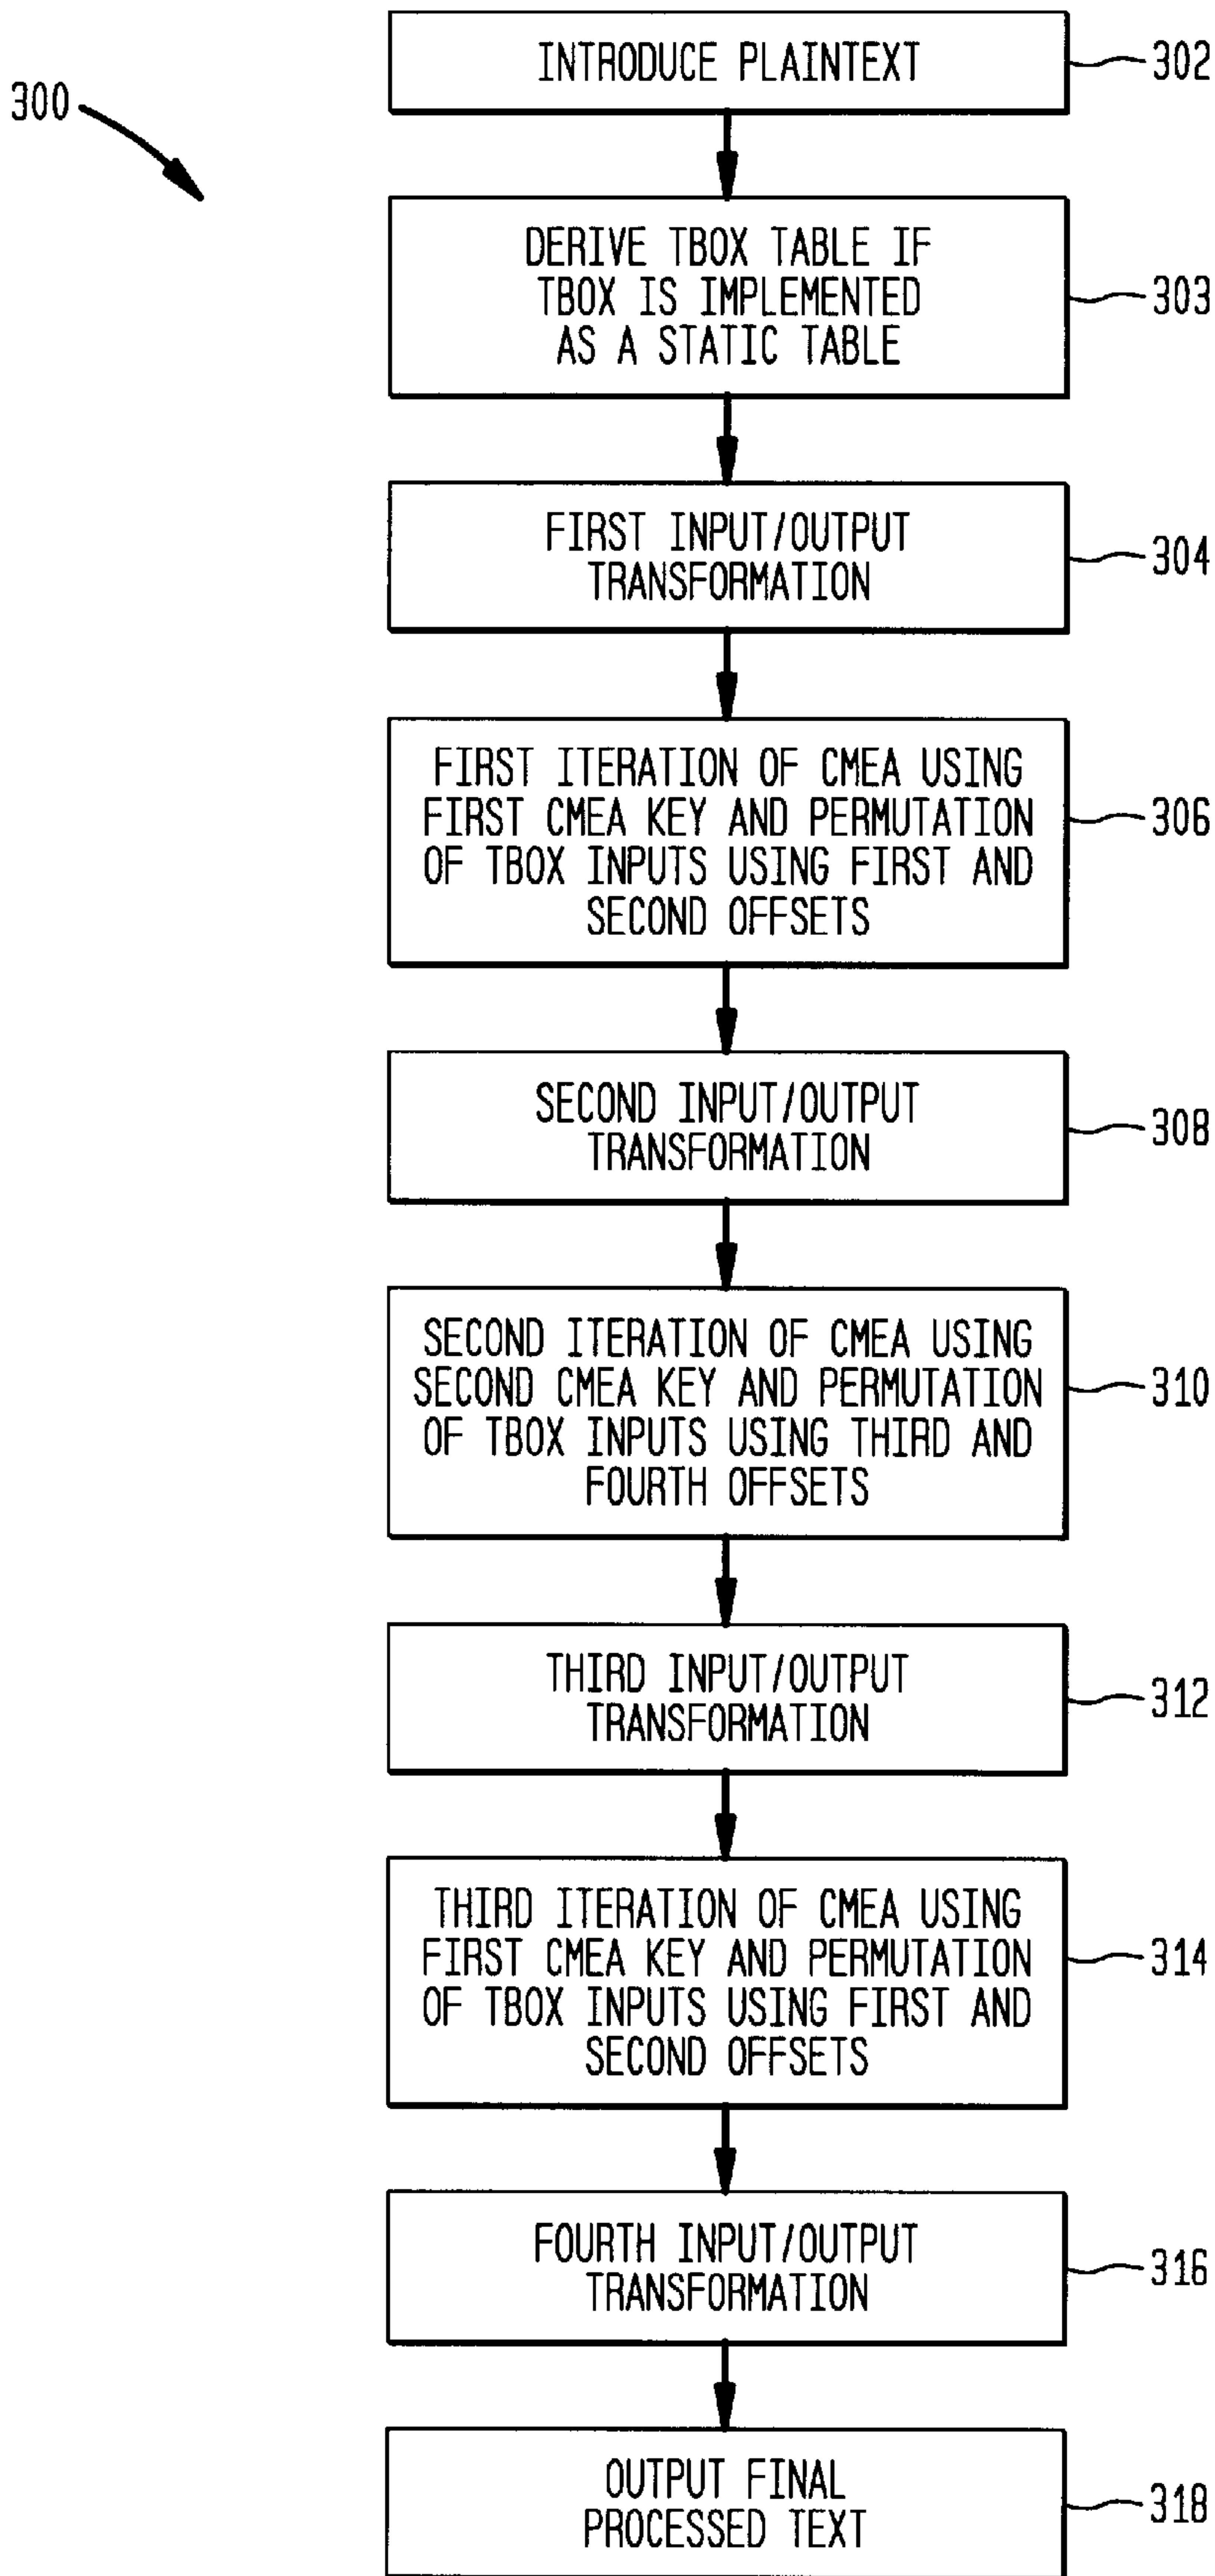 INTRODUCE PLAINTEXT
302
300
DERIVE TBOX TABLE IF
TBOX IS IMPLEMENTED
AS A STATIC TABLE
303
FIRST INPUT/OUTPUT
TRANSFORMATION
304
FIRST ITERATION OF CMEA USING
FIRST CMEA KEY AND PERMUTATION
OF TBOX INPUTS USING FIRST AND
SECOND OFFSETS
306
SECOND INPUT/OUTPUT
TRANSFORMATION
308
SECOND ITERATION OF CMEA USING
SECOND CMEA KEY AND PERMUTATION
OF TBOX INPUTS USING THIRD AND
FOURTH OFFSETS
310
THIRD INPUT/OUTPUT
TRANSFORMATION
312
THIRD ITERATION OF CMEA USING
FIRST CMEA KEY AND PERMUTATION
OF TBOX INPUTS USING FIRST AND
SECOND OFFSETS
314
FOURTH INPUT/OUTPUT
TRANSFORMATION
316
OUTPUT FINAL
PROCESSED TEXT
318